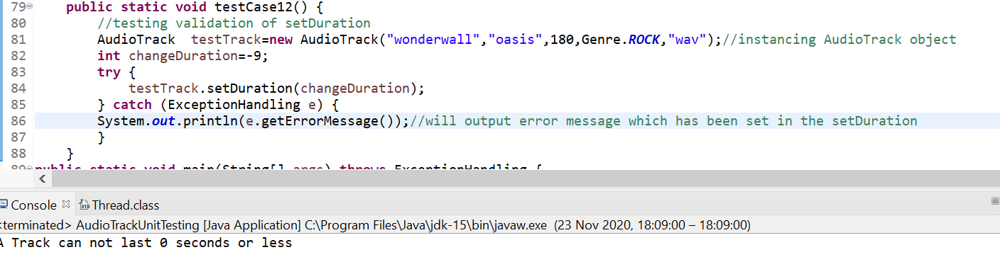 79 public static void testCase12() {
80 //testing validation of setDuration
81 AudioTrack  testTrack=new AudioTrack("wonderwall","oasis",180,Genre.ROCK,"wav");//instancing AudioTrack object
82 int changeDuration=-9;
83 try {
84 testTrack.setDuration(changeDuration);
85 } catch (ExceptionHandling e) {
86 System.out.println(e.getErrorMessage());//will output error message which has been set in the setDuration
87 }
88 }
89 public static void main(String[] args) throws ExceptionHandling {
Console Thread.class
<terminated> AudioTrackUnitTesting [Java Application] C:\Program Files\Java\jdk-15\bin\javaw.exe (23 Nov 2020, 18:09:00 – 18:09:00)
A Track can not last 0 seconds or less